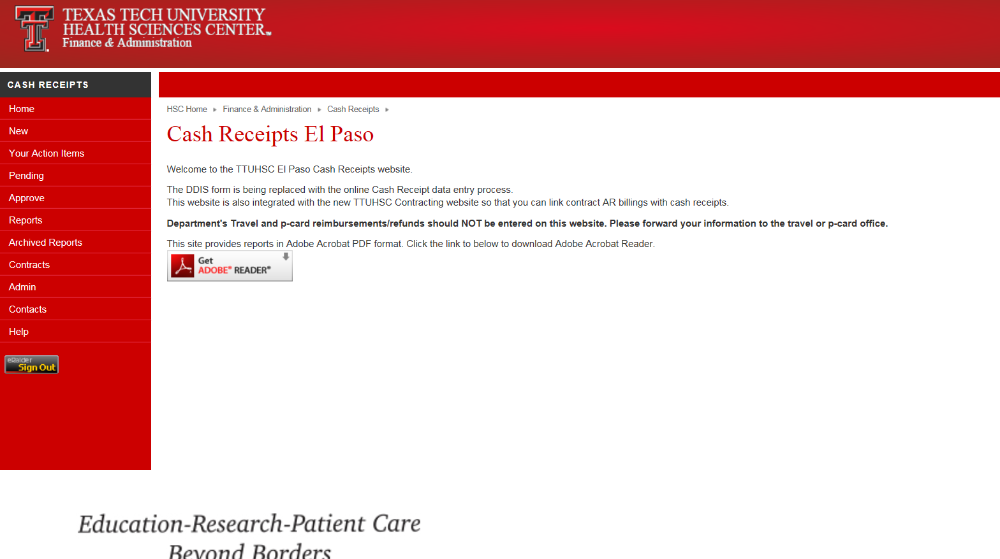 TEXAS TECH UNIVERSITY
HEALTH SCIENCES CENTER™
Finance & Administration
CASH RECEIPTS
Home
New
Your Action Items
Pending
Approve
Reports
Archived Reports
Contracts
Admin
Contacts
Help
eRaider
Sign Out
HSC Home
Finance & Administration
Cash Receipts
Cash Receipts El Paso
Welcome to the TTUHSC El Paso Cash Receipts website.
The DDIS form is being replaced with the online Cash Receipt data entry process.
This website is also integrated with the new TTUHSC Contracting website so that you can link contract AR billings with cash receipts.
Department's Travel and p-card reimbursements/refunds should NOT be entered on this website. Please forward your information to the travel or p-card office.
This site provides reports in Adobe Acrobat PDF format. Click the link to below to download Adobe Acrobat Reader.
Get
ADOBE® READER®
Education-Research-Patient Care
Beyond Borders